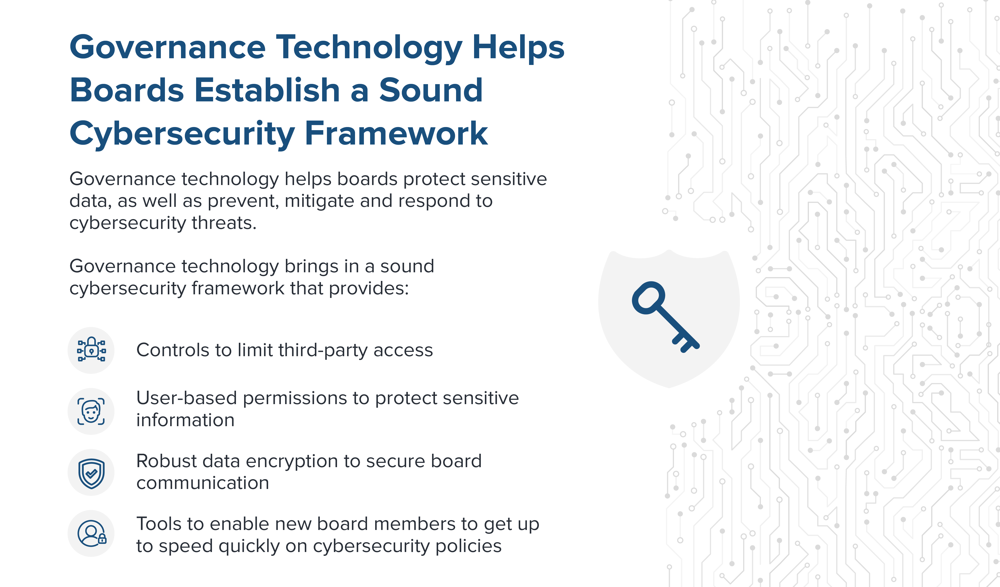 Governance Technology Helps
Boards Establish a Sound
Cybersecurity Framework
Governance technology helps boards protect sensitive
data, as well as prevent, mitigate and respond to
cybersecurity threats.
Governance technology brings in a sound
cybersecurity framework that provides:
Controls to limit third-party access
User-based permissions to protect sensitive
information
Robust data encryption to secure board
communication
Tools to enable new board members to get up
to speed quickly on cybersecurity policies